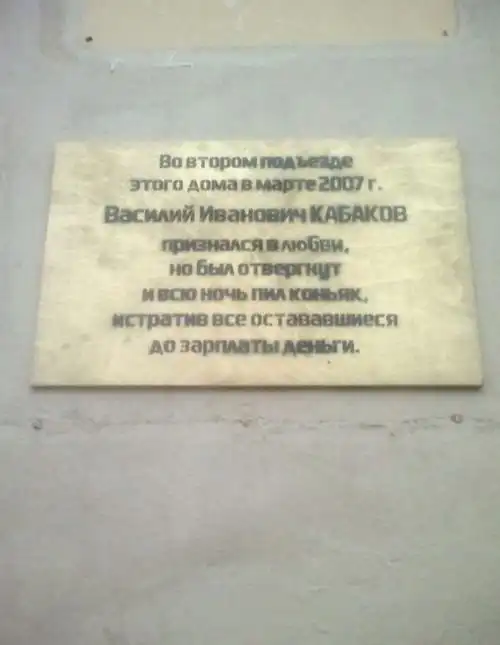 Во втором подъезде
этого дома в марте 2007 г.
Василий Иванович КАБАКОВ
признался в любви,
но был отвергнут
и всю ночь пил коньяк,
истратив все остававшиеся
до зарплаты деньги.